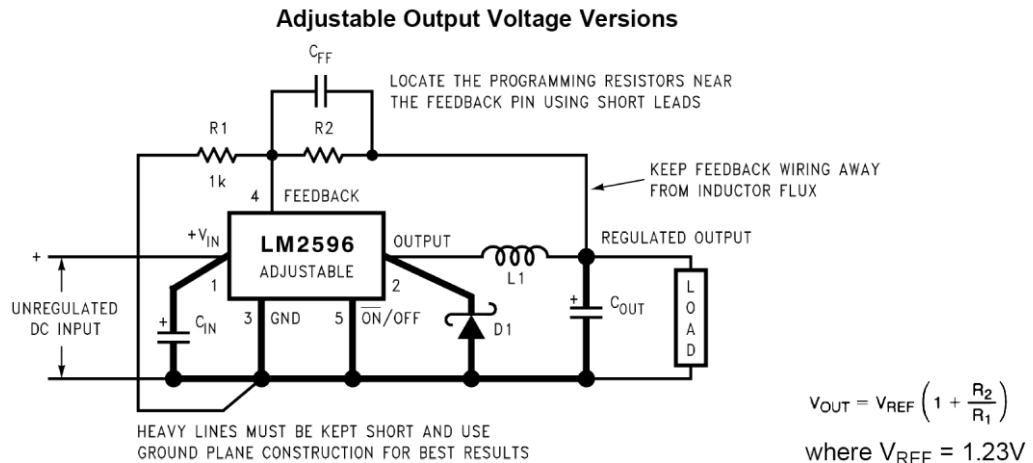 Adjustable Output Voltage Versions
CFF
LOCATE THE PROGRAMMING RESISTORS NEAR
THE FEEDBACK PIN USING SHORT LEADS
R1
R2
1k
4
FEEDBACK
KEEP FEEDBACK WIRING AWAY
FROM INDUCTOR FLUX
+VIN
LM2596
ADJUSTABLE
OUTPUT
REGULATED OUTPUT
+
1
2
L1
UNREGULATED
DC INPUT
+
CIN
3
GND
5
ON/OFF
D1
+
COUT
LOAD
HEAVY LINES MUST BE KEPT SHORT AND USE
GROUND PLANE CONSTRUCTION FOR BEST RESULTS
VOUT = VREF (1 + R2/R1)
where VREF = 1.23V